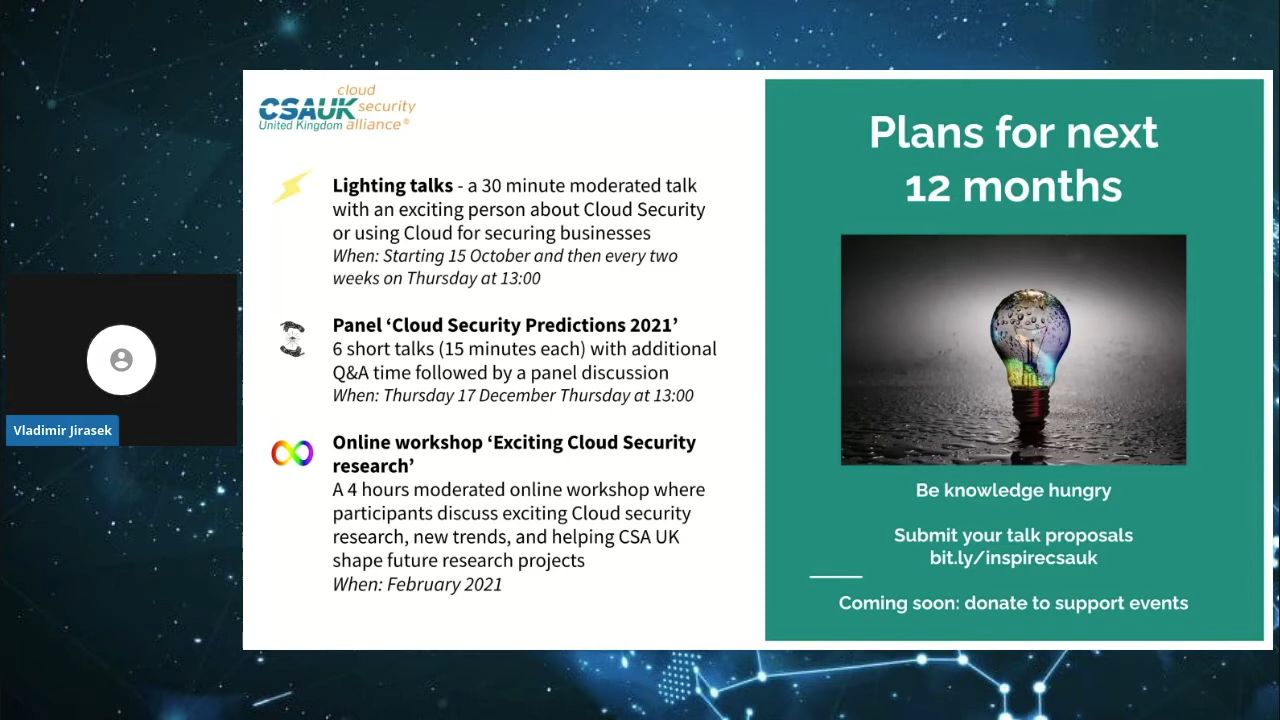 cloud
CSAUK security
United Kingdom alliance®
Lighting talks - a 30 minute moderated talk
with an exciting person about Cloud Security
or using Cloud for securing businesses
When: Starting 15 October and then every two
weeks on Thursday at 13:00
Panel ‘Cloud Security Predictions 2021’
6 short talks (15 minutes each) with additional
Q&A time followed by a panel discussion
When: Thursday 17 December Thursday at 13:00
Online workshop ‘Exciting Cloud Security
research’
A 4 hours moderated online workshop where
participants discuss exciting Cloud security
research, new trends, and helping CSA UK
shape future research projects
When: February 2021
Plans for next
12 months
Be knowledge hungry
Submit your talk proposals
bit.ly/inspirecsauk
Coming soon: donate to support events
Vladimir Jirasek